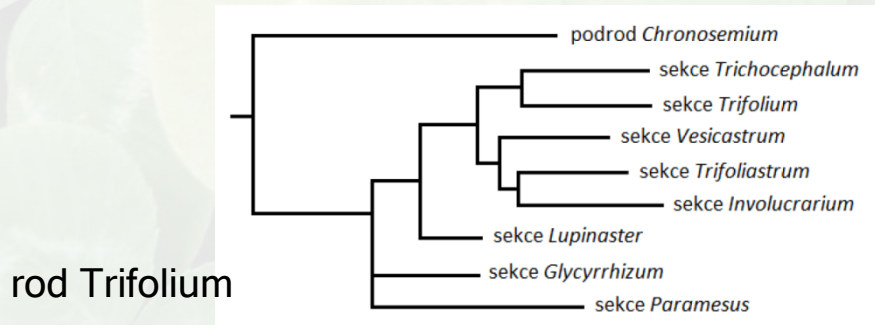 podrod Chronosemium
sekce Trichocephalum
sekce Trifolium
sekce Vesicastrum
sekce Trifoliastrum
sekce Involucrarium
sekce Lupinaster
sekce Glycyrrhizum
sekce Paramesus
rod Trifolium